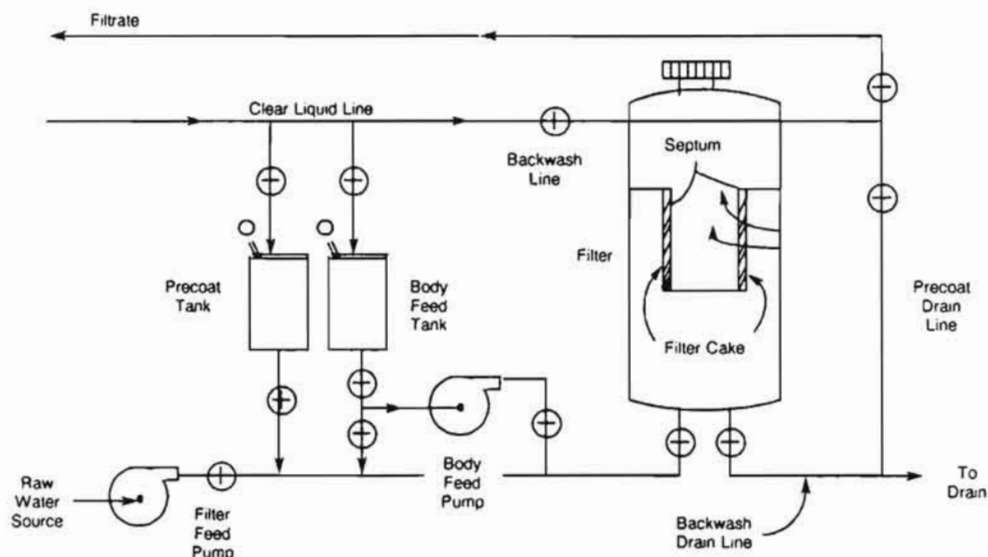 Filtrate
Clear Liquid Line
Backwash
Line
Septum
Filter
Precoat
Tank
Body
Feed
Tank
Precoat
Drain
Line
Filter Cake
Raw
Water
Source
Filter
Feed
Pump
Body
Feed
Pump
To
Drain
Backwash
Drain Line